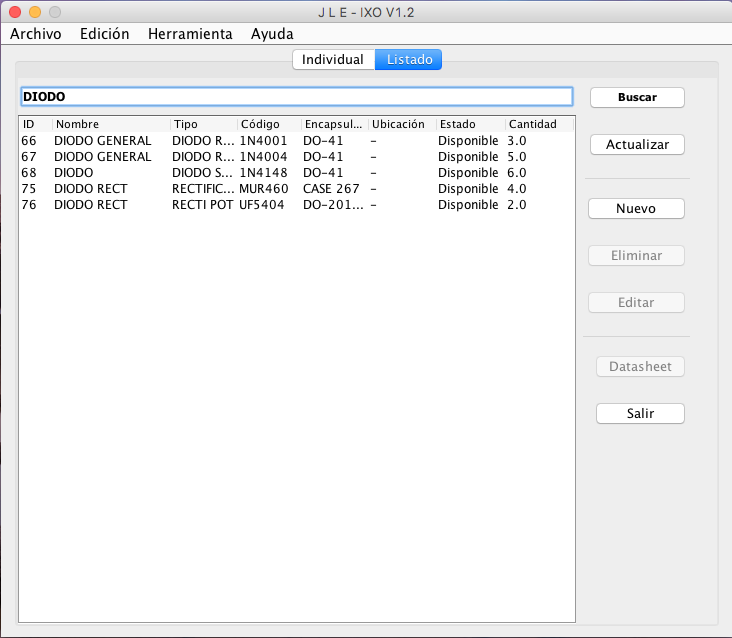 J L E - IXO V1.2
Archivo Edición Herramienta Ayuda
Individual Listado
DIODO
Buscar
ID Nombre Tipo Código Encapsul... Ubicación Estado Cantidad
66 DIODO GENERAL DIODO R... 1N4001 DO-41 - Disponible 3.0
67 DIODO GENERAL DIODO R... 1N4004 DO-41 - Disponible 5.0
68 DIODO DIODO S... 1N4148 DO-41 - Disponible 6.0
75 DIODO RECT RECTIFIC... MUR460 CASE 267 - Disponible 4.0
76 DIODO RECT RECTI POT UF5404 DO-201... - Disponible 2.0
Actualizar
Nuevo
Eliminar
Editar
Datasheet
Salir